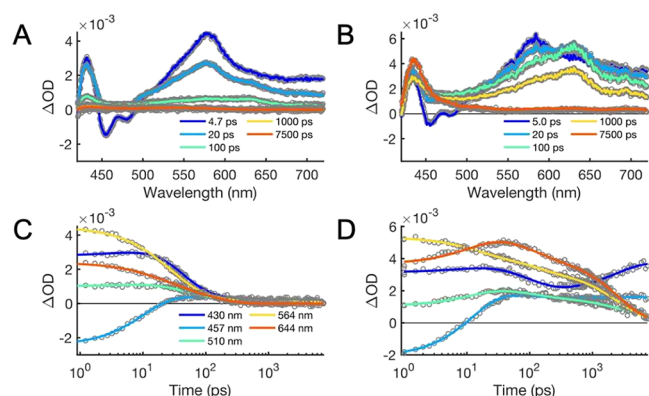 A
B
×10⁻³
×10⁻³
4
2
0
-2
ΔOD
6
4
2
0
-2
ΔOD
4.7 ps
1000 ps
20 ps
7500 ps
100 ps
5.0 ps
1000 ps
20 ps
7500 ps
100 ps
450 500 550 600 650 700
450 500 550 600 650 700
Wavelength (nm)
Wavelength (nm)
C
D
×10⁻³
×10⁻³
4
2
0
-2
ΔOD
6
4
2
0
-2
ΔOD
430 nm
564 nm
457 nm
644 nm
510 nm
10⁰ 10¹ 10² 10³
10⁰ 10¹ 10² 10³
Time (ps)
Time (ps)